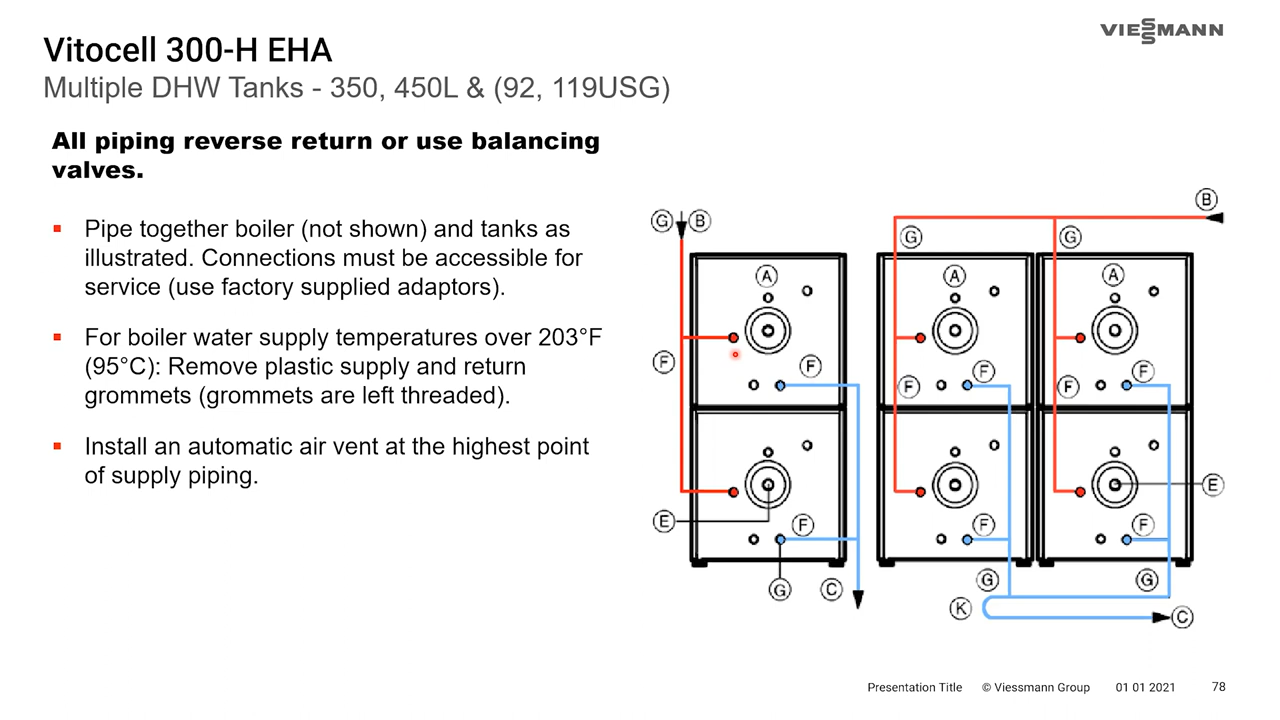 VIESSMANN
Vitocell 300-H EHA
Multiple DHW Tanks - 350, 450L & (92, 119USG)
All piping reverse return or use balancing
valves.
Pipe together boiler (not shown) and tanks as
illustrated. Connections must be accessible for
service (use factory supplied adaptors).
For boiler water supply temperatures over 203°F
(95°C): Remove plastic supply and return
grommets (grommets are left threaded).
Install an automatic air vent at the highest point
of supply piping.
B
G B
G G
A A A
F F F F
F F
E
E
F F F
G G
G C
K C
Presentation Title © Viessmann Group 01 01 2021 78